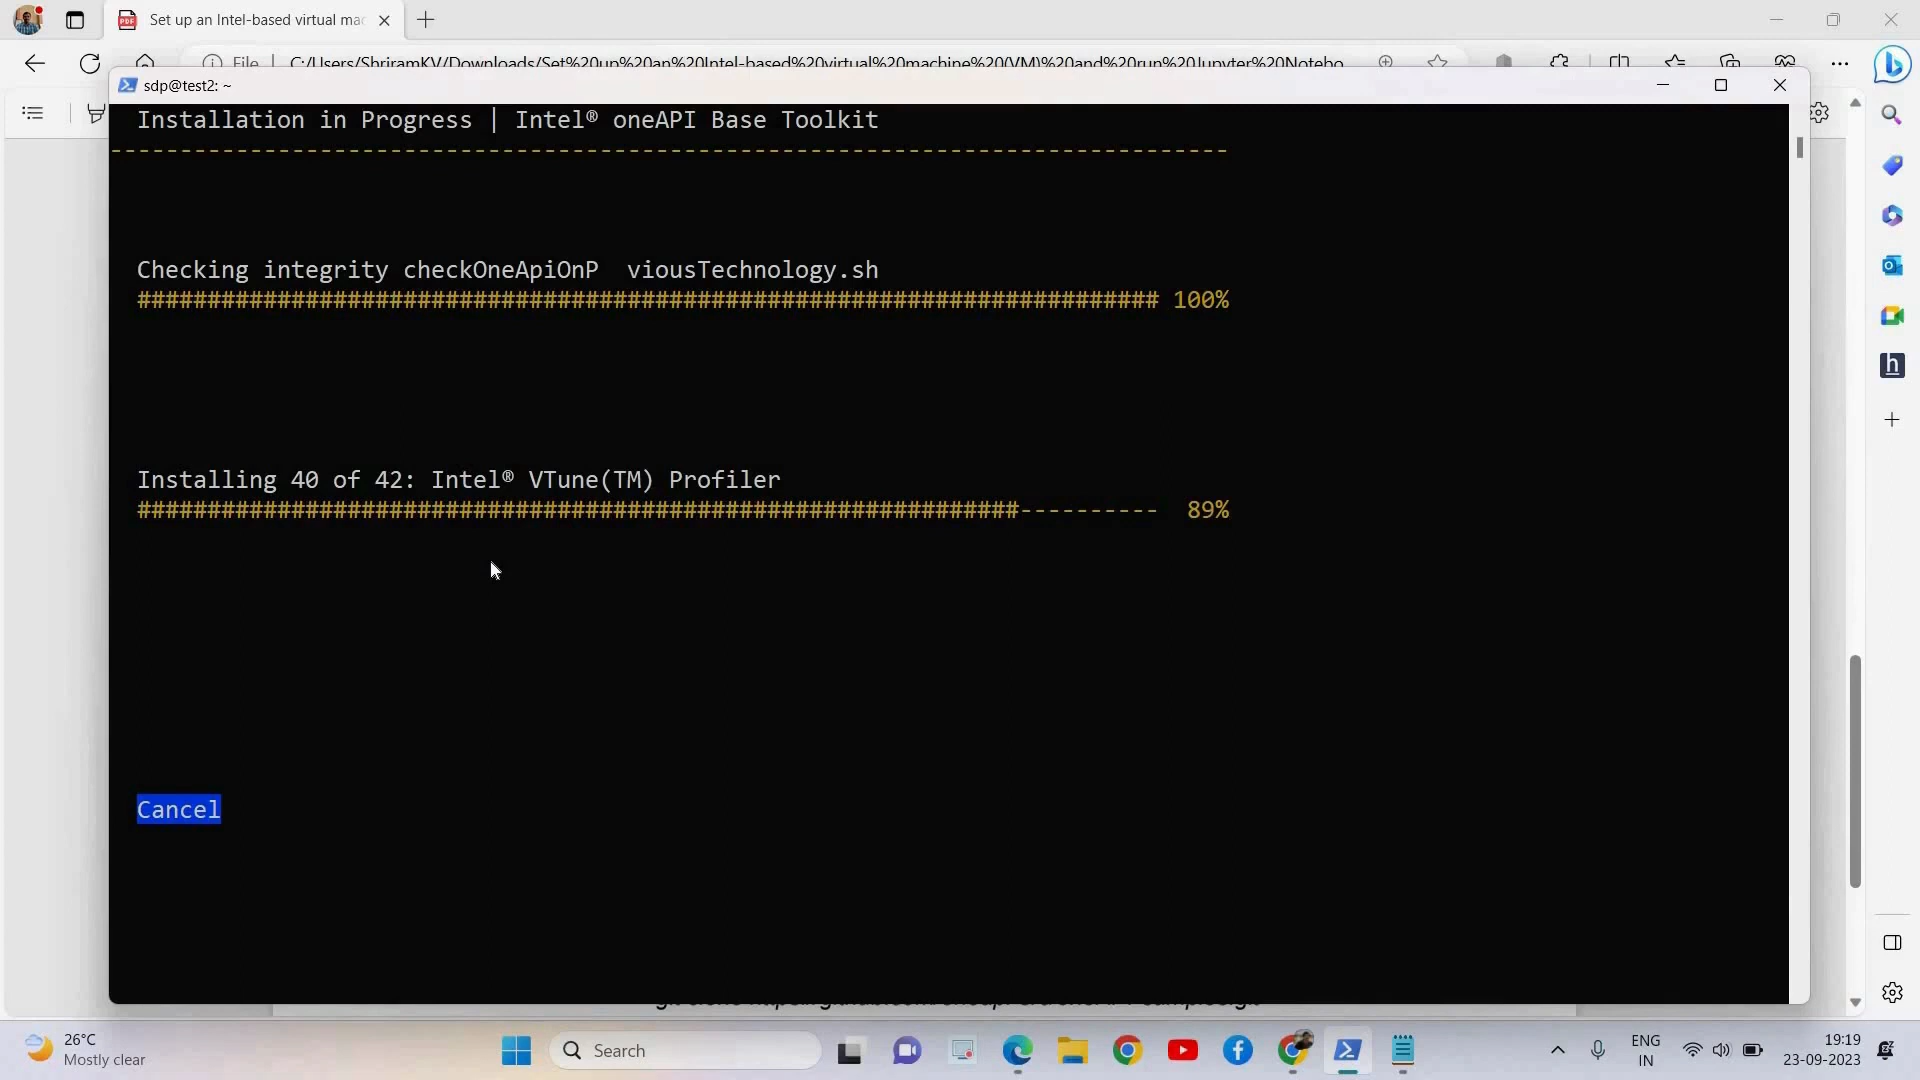 Set up an Intel-based virtual mac
File
C:/Users/ShriramKV/Downloads/Set%20up%20an%20Intel-based%20virtual%20machine%20(VM)%20and%20run%20Jupyter%20Notebo
sdp@test2: ~
Installation in Progress | Intel® oneAPI Base Toolkit
--------------------------------------------------------------------------------
Checking integrity checkOneApiOnP  viousTechnology.sh
######################################################################### 100%
Installing 40 of 42: Intel® VTune(TM) Profiler
###############################################################----------  89%
Cancel
26°C
Mostly clear
Search
ENG
IN
19:19
23-09-2023